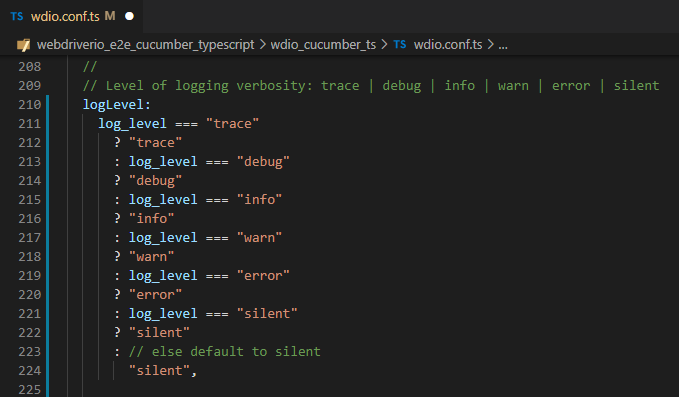 TS wdio.conf.ts M ●
webdriverio_e2e_cucumber_typescript > wdio_cucumber_ts > TS wdio.conf.ts > ...
208 //
209 // Level of logging verbosity: trace | debug | info | warn | error | silent
210 logLevel:
211 log_level === "trace"
212 ? "trace"
213 : log_level === "debug"
214 ? "debug"
215 : log_level === "info"
216 ? "info"
217 : log_level === "warn"
218 ? "warn"
219 : log_level === "error"
220 ? "error"
221 : log_level === "silent"
222 ? "silent"
223 : // else default to silent
224 "silent",
225